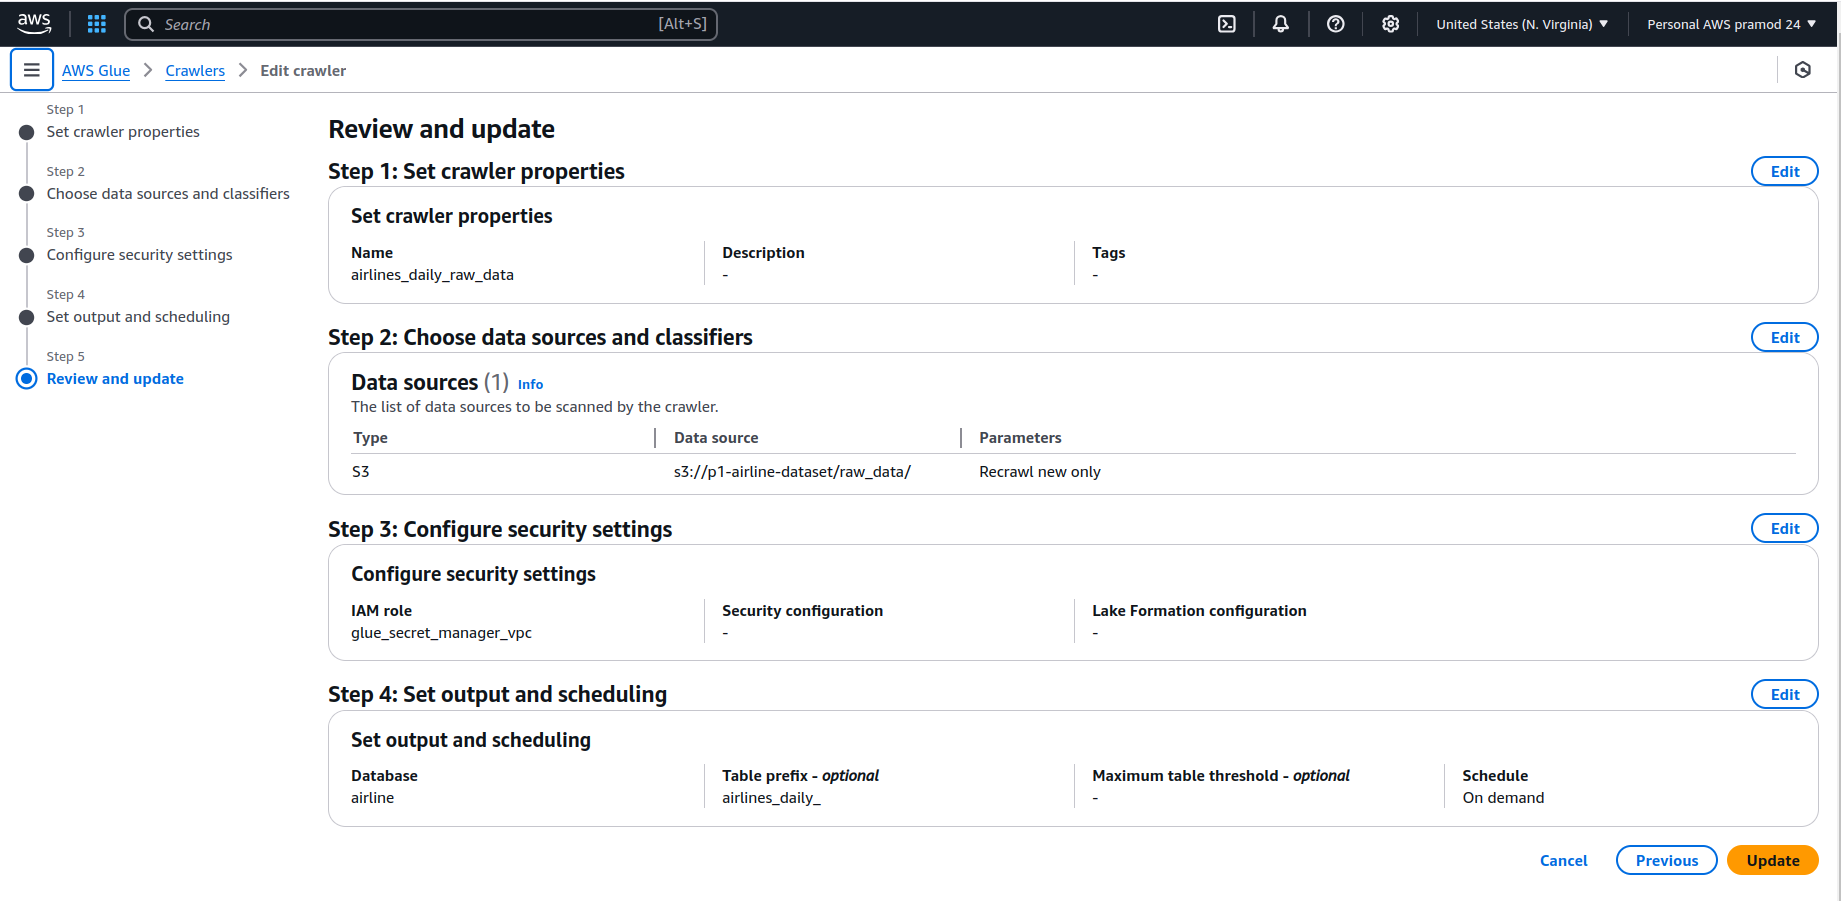 aws
Search [Alt+S]
United States (N. Virginia)
Personal AWS pramod 24
AWS Glue
Crawlers
Edit crawler
Step 1
Set crawler properties
Step 2
Choose data sources and classifiers
Step 3
Configure security settings
Step 4
Set output and scheduling
Step 5
Review and update
Review and update
Step 1: Set crawler properties
Edit
Set crawler properties
Name
airlines_daily_raw_data
Description
-
Tags
-
Step 2: Choose data sources and classifiers
Edit
Data sources (1) Info
The list of data sources to be scanned by the crawler.
Type Data source Parameters
S3 s3://p1-airline-dataset/raw_data/ Recrawl new only
Step 3: Configure security settings
Edit
Configure security settings
IAM role
glue_secret_manager_vpc
Security configuration
-
Lake Formation configuration
-
Step 4: Set output and scheduling
Edit
Set output and scheduling
Database
airline
Table prefix - optional
airlines_daily_
Maximum table threshold - optional
-
Schedule
On demand
Cancel
Previous
Update